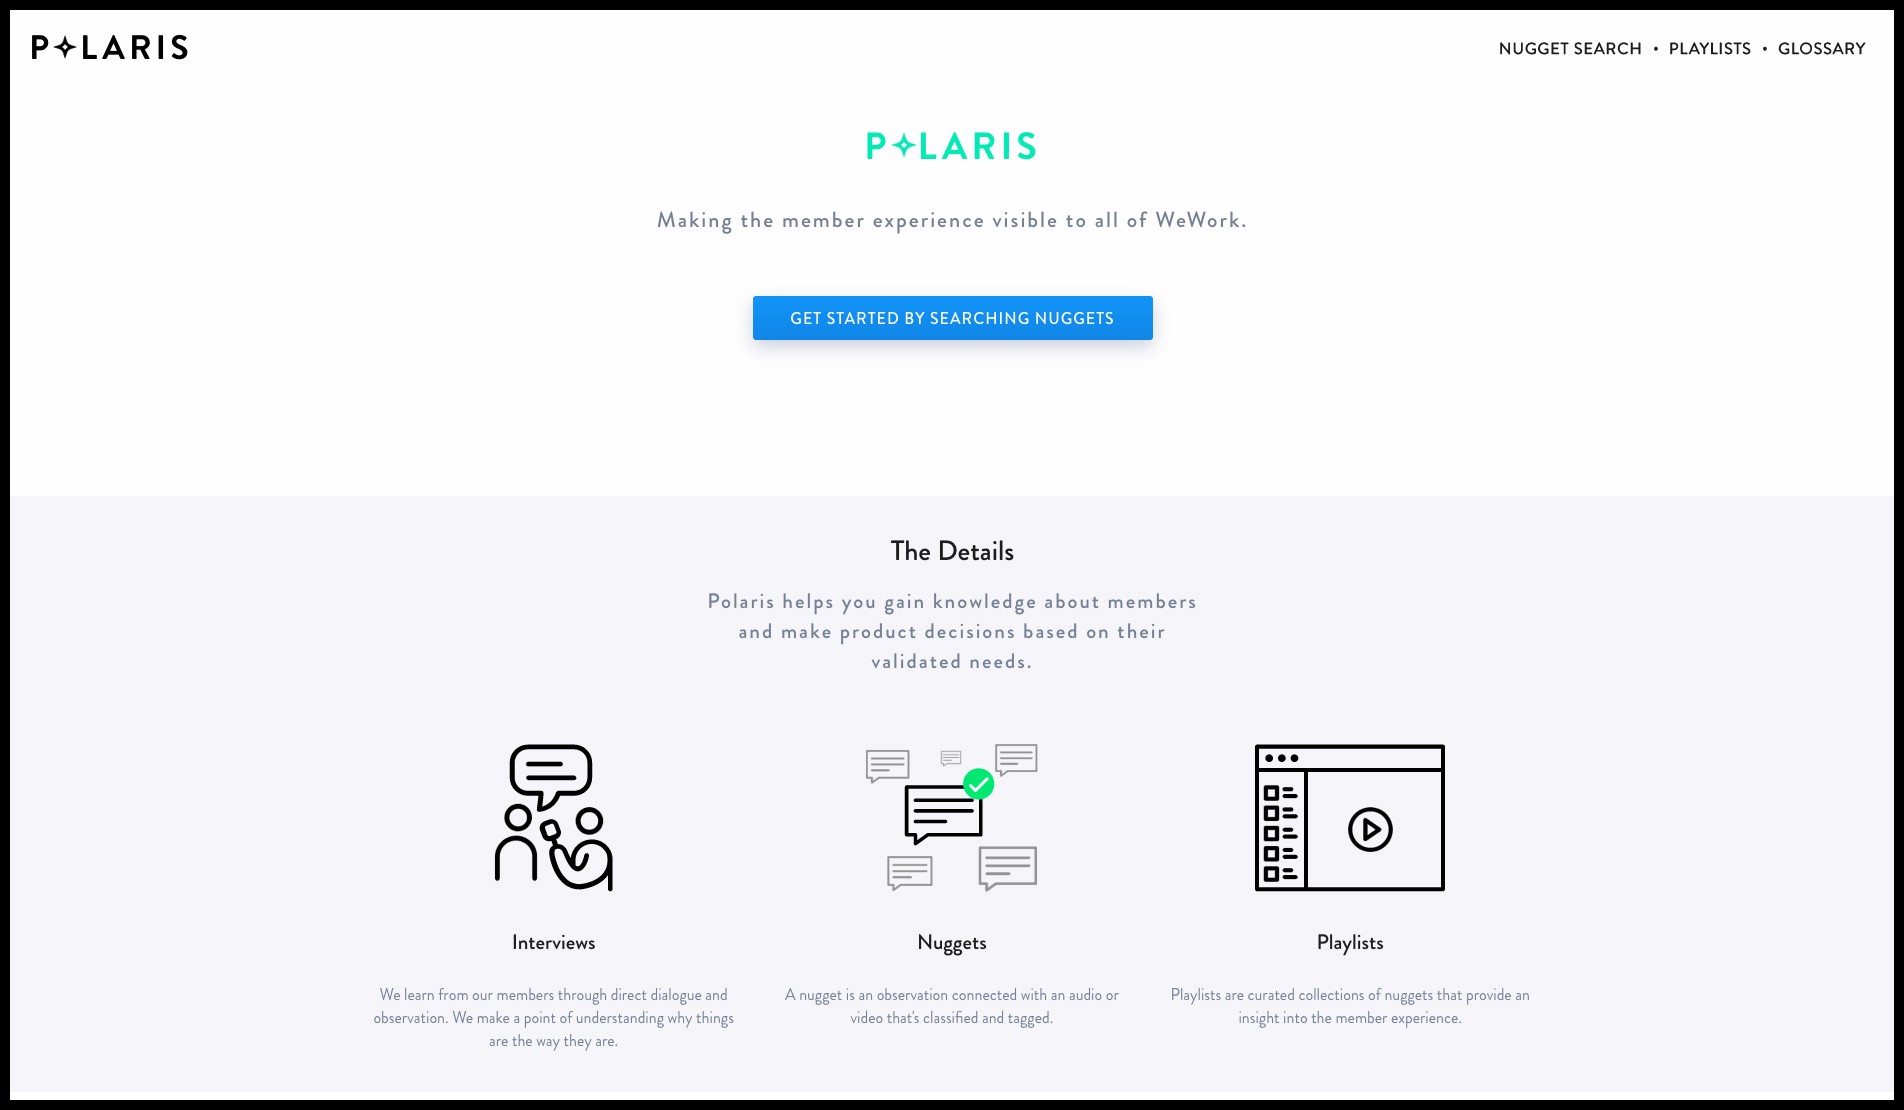 POLARIS
NUGGET SEARCH • PLAYLISTS • GLOSSARY
POLARIS
Making the member experience visible to all of WeWork.
GET STARTED BY SEARCHING NUGGETS
The Details
Polaris helps you gain knowledge about members
and make product decisions based on their
validated needs.
Interviews
We learn from our members through direct dialogue and
observation. We make a point of understanding why things
are the way they are.
Nuggets
A nugget is an observation connected with an audio or
video that's classified and tagged.
Playlists
Playlists are curated collections of nuggets that provide an
insight into the member experience.